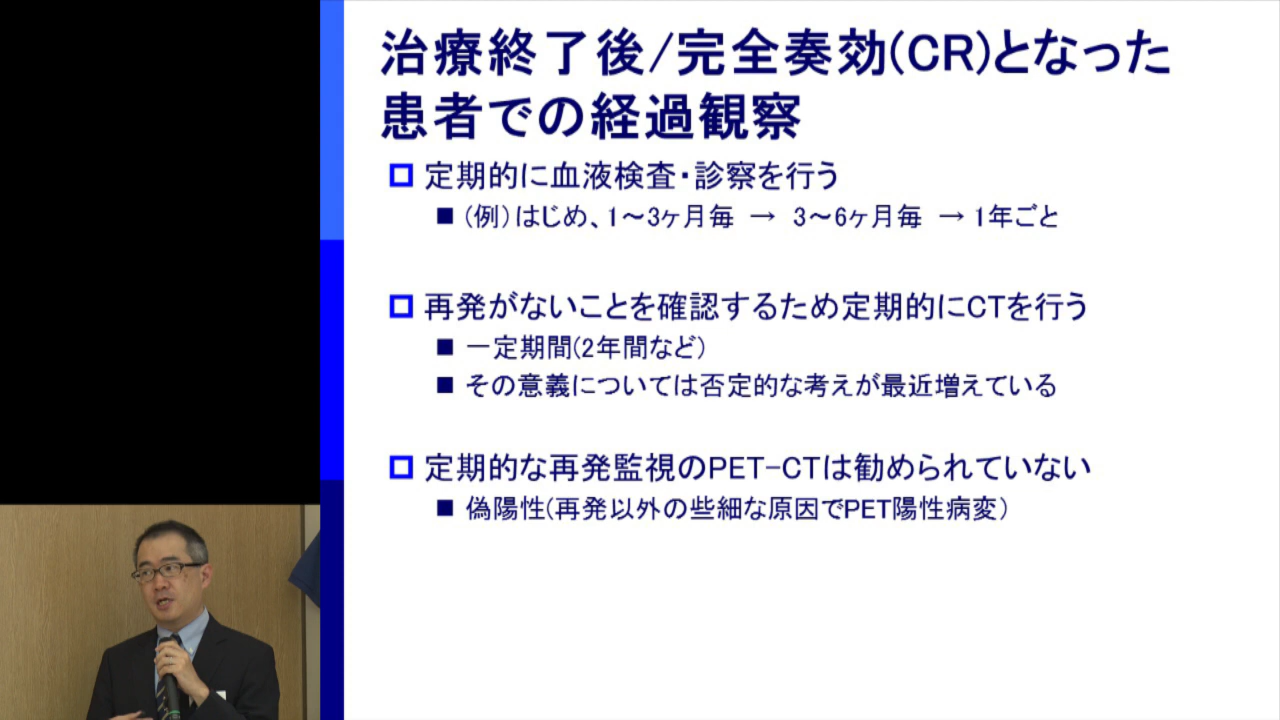 治療終了後/完全奏効(CR)となった
患者での経過観察
定期的に血液検査・診察を行う
（例）はじめ、1～3ヶ月毎 → 3～6ヶ月毎 → 1年ごと
再発がないことを確認するため定期的にCTを行う
一定期間(2年間など）
その意義については否定的な考えが最近増えている
定期的な再発監視のPET-CTは勧められていない
偽陽性(再発以外の些細な原因でPET陽性病変）